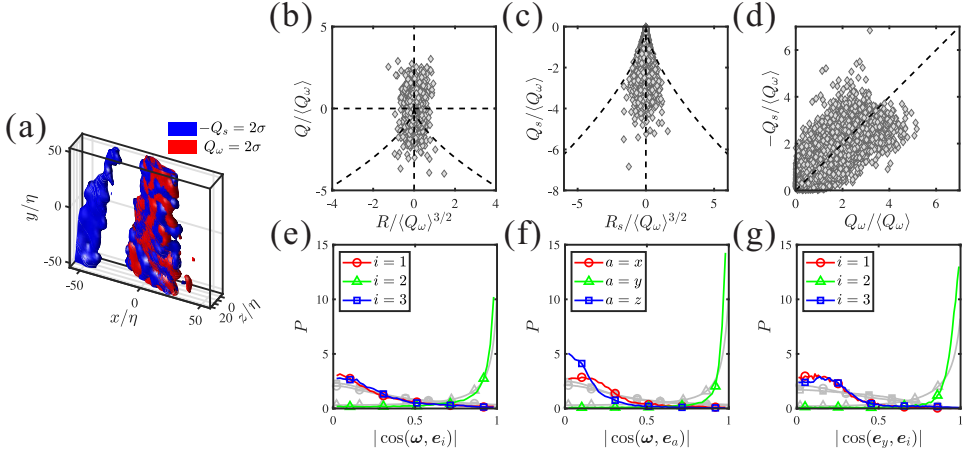 (a)
−Q_s = 2σ
Q_ω = 2σ
50
0
-50
y/η
-50
0
50
x/η
20
0
z/η
(b)
5
0
-5
Q/⟨Q_ω⟩
-4
-2
0
2
4
R/⟨Q_ω⟩^{3/2}
(c)
0
-2
-4
-6
-8
Q_s/⟨Q_ω⟩
-5
0
5
R_s/⟨Q_ω⟩^{3/2}
(d)
6
4
2
0
−Q_s/⟨Q_ω⟩
0
2
4
6
Q_ω/⟨Q_ω⟩
(e)
15
10
5
0
P
i = 1
i = 2
i = 3
0
0.5
1
|cos(ω, e_i)|
(f)
15
10
5
0
P
a = x
a = y
a = z
0
0.5
1
|cos(ω, e_a)|
(g)
15
10
5
0
P
i = 1
i = 2
i = 3
0
0.5
1
|cos(e_y, e_i)|